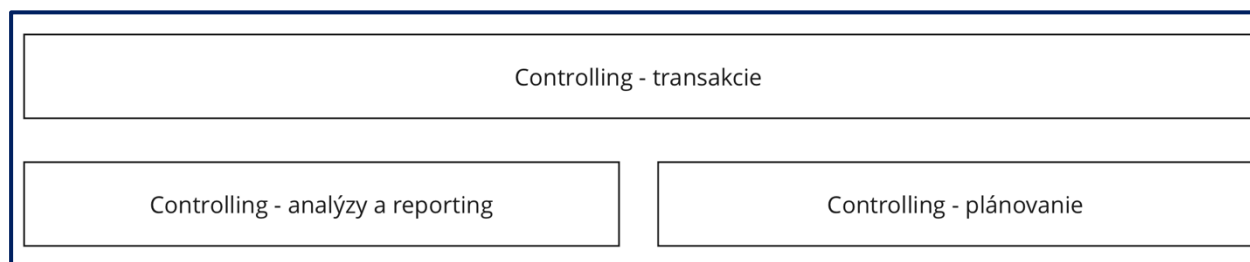 Controlling - transakcie
Controlling - analýzy a reporting
Controlling - plánovanie